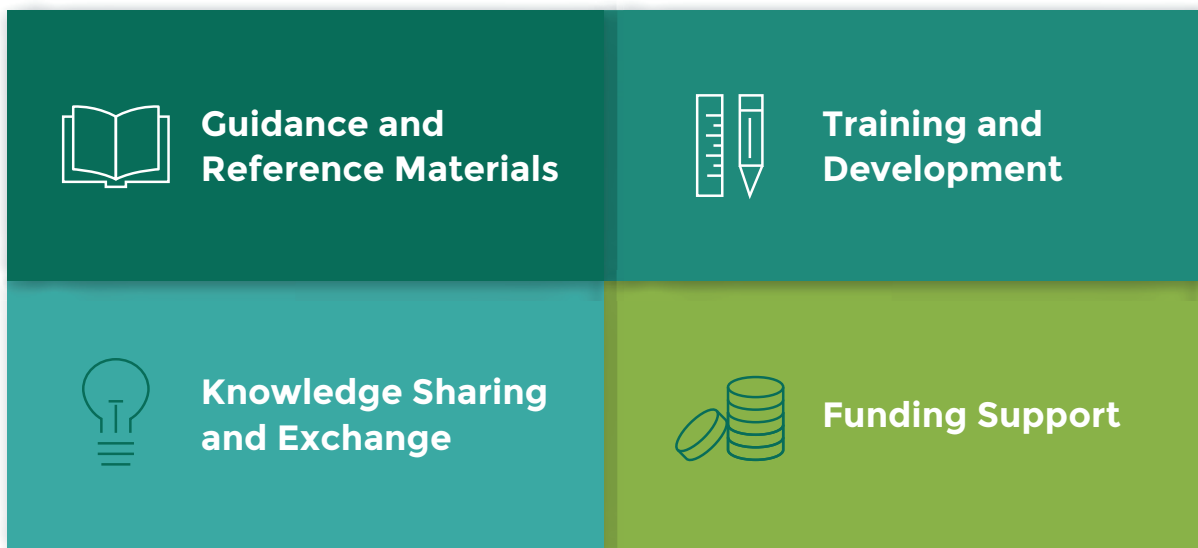 Guidance and
Reference Materials
Training and
Development
Knowledge Sharing
and Exchange
Funding Support